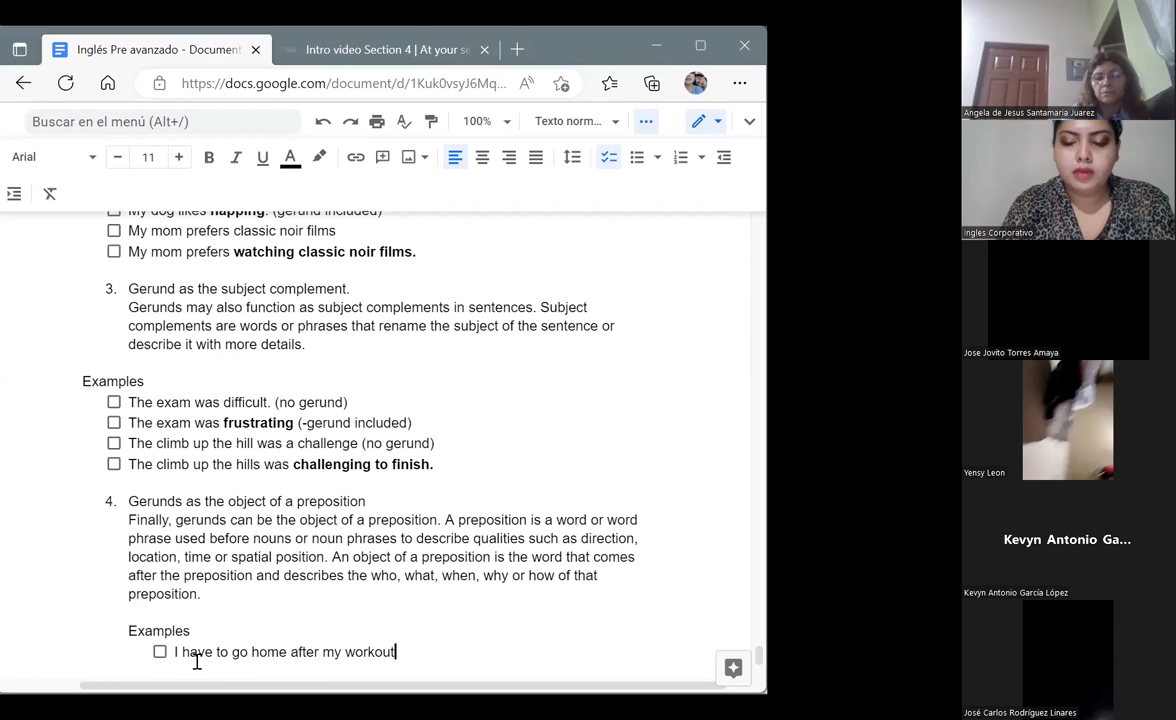 Inglés Pre avanzado - Document
Intro video Section 4 | At your se
https://docs.google.com/document/d/1Kuk0vsyJ6Mq...
Buscar en el menú (Alt+/)
100%
Texto norm...
Arial
11
My dog likes napping. (gerund included)
My mom prefers classic noir films
My mom prefers watching classic noir films.
3. Gerund as the subject complement.
Gerunds may also function as subject complements in sentences. Subject
complements are words or phrases that rename the subject of the sentence or
describe it with more details.
Examples
The exam was difficult. (no gerund)
The exam was frustrating (-gerund included)
The climb up the hill was a challenge (no gerund)
The climb up the hills was challenging to finish.
4. Gerunds as the object of a preposition
Finally, gerunds can be the object of a preposition. A preposition is a word or word
phrase used before nouns or noun phrases to describe qualities such as direction,
location, time or spatial position. An object of a preposition is the word that comes
after the preposition and describes the who, what, when, why or how of that
preposition.
Examples
I have to go home after my workout
Angela de Jesus Santamaria Juarez
Ingles Corporativo
Jose Jovito Torres Amaya
Yensy Leon
Kevyn Antonio Ga...
Kevyn Antonio García López
José Carlos Rodríguez Linares